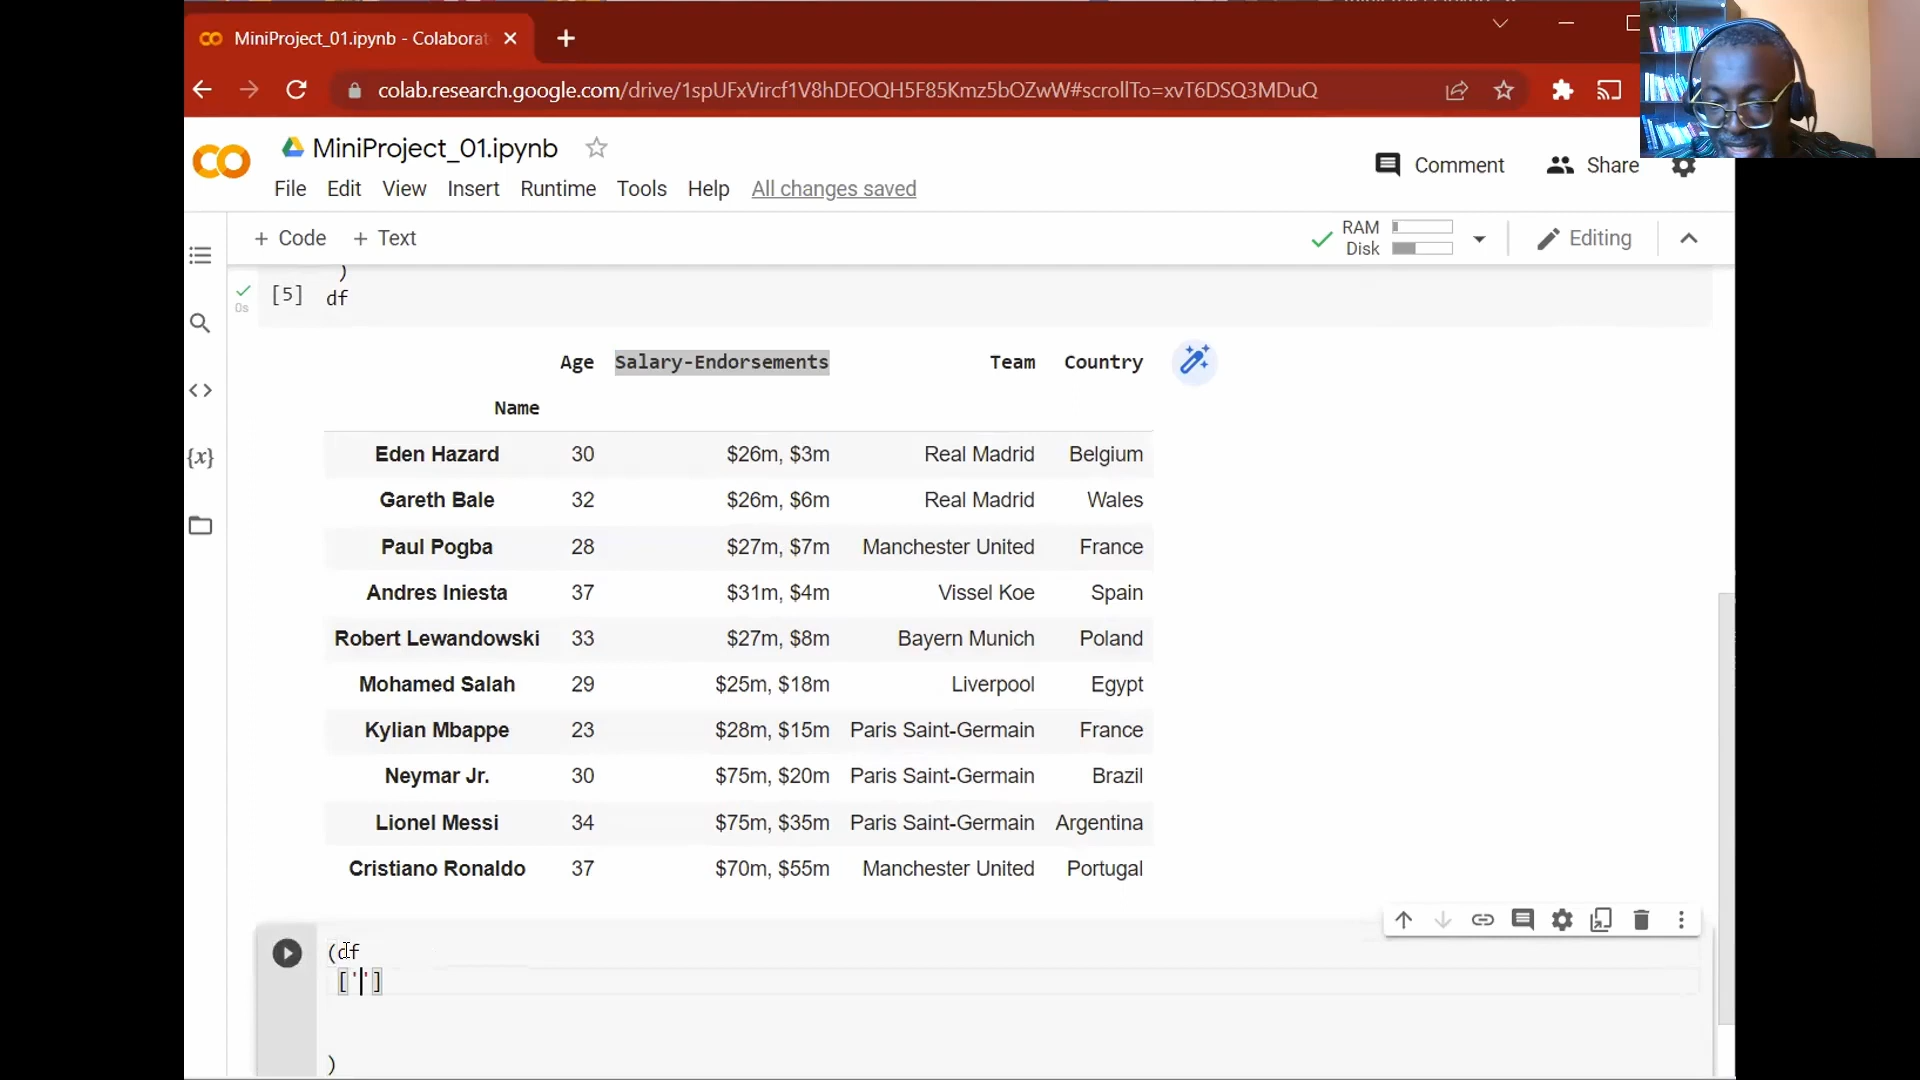 MiniProject_01.ipynb - Colaborat
colab.research.google.com/drive/1spUFxVircf1V8hDEOQH5F85Kmz5bOZwW#scrollTo=xvT6DSQ3MDuQ
MiniProject_01.ipynb
Comment
Share
File Edit View Insert Runtime Tools Help All changes saved
+ Code + Text
RAM
Disk
Editing
)
[5] df
0s
Age Salary-Endorsements Team Country
Name
Eden Hazard 30 $26m, $3m Real Madrid Belgium
Gareth Bale 32 $26m, $6m Real Madrid Wales
Paul Pogba 28 $27m, $7m Manchester United France
Andres Iniesta 37 $31m, $4m Vissel Koe Spain
Robert Lewandowski 33 $27m, $8m Bayern Munich Poland
Mohamed Salah 29 $25m, $18m Liverpool Egypt
Kylian Mbappe 23 $28m, $15m Paris Saint-Germain France
Neymar Jr. 30 $75m, $20m Paris Saint-Germain Brazil
Lionel Messi 34 $75m, $35m Paris Saint-Germain Argentina
Cristiano Ronaldo 37 $70m, $55m Manchester United Portugal
(df
['']
)